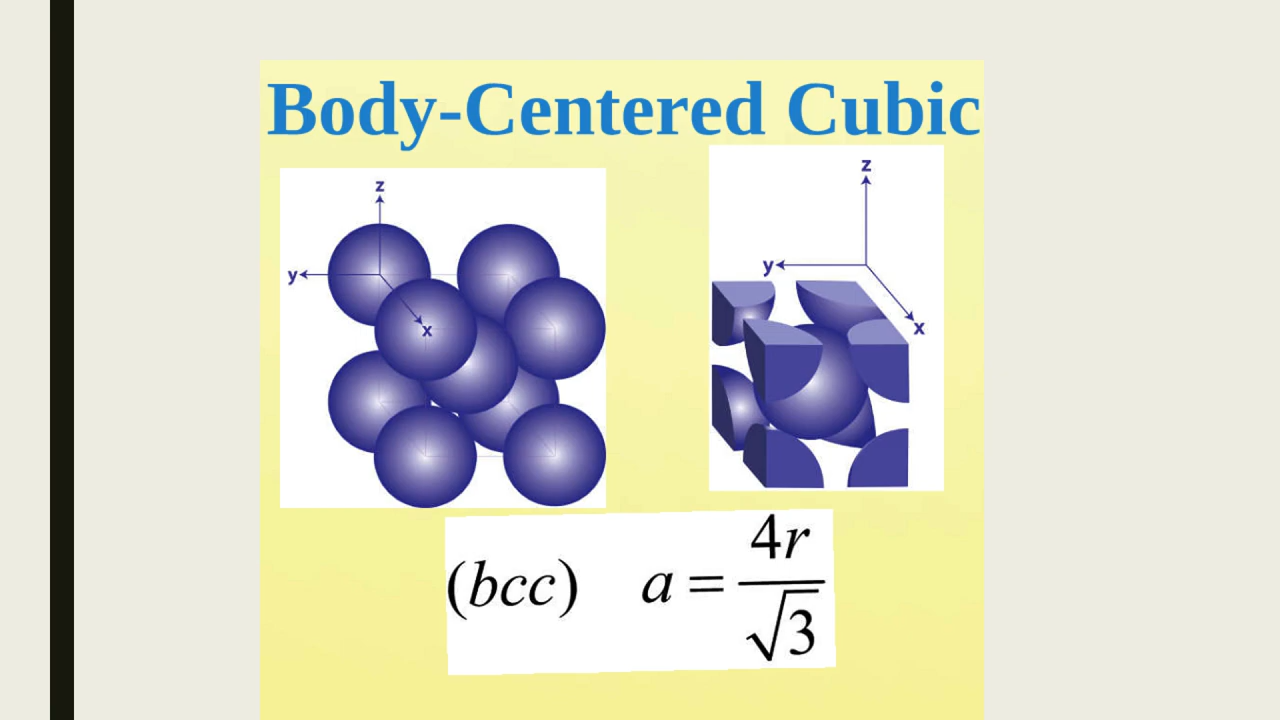 Body-Centered Cubic
z
y
x
z
y
x
(bcc) a = 4r/√3